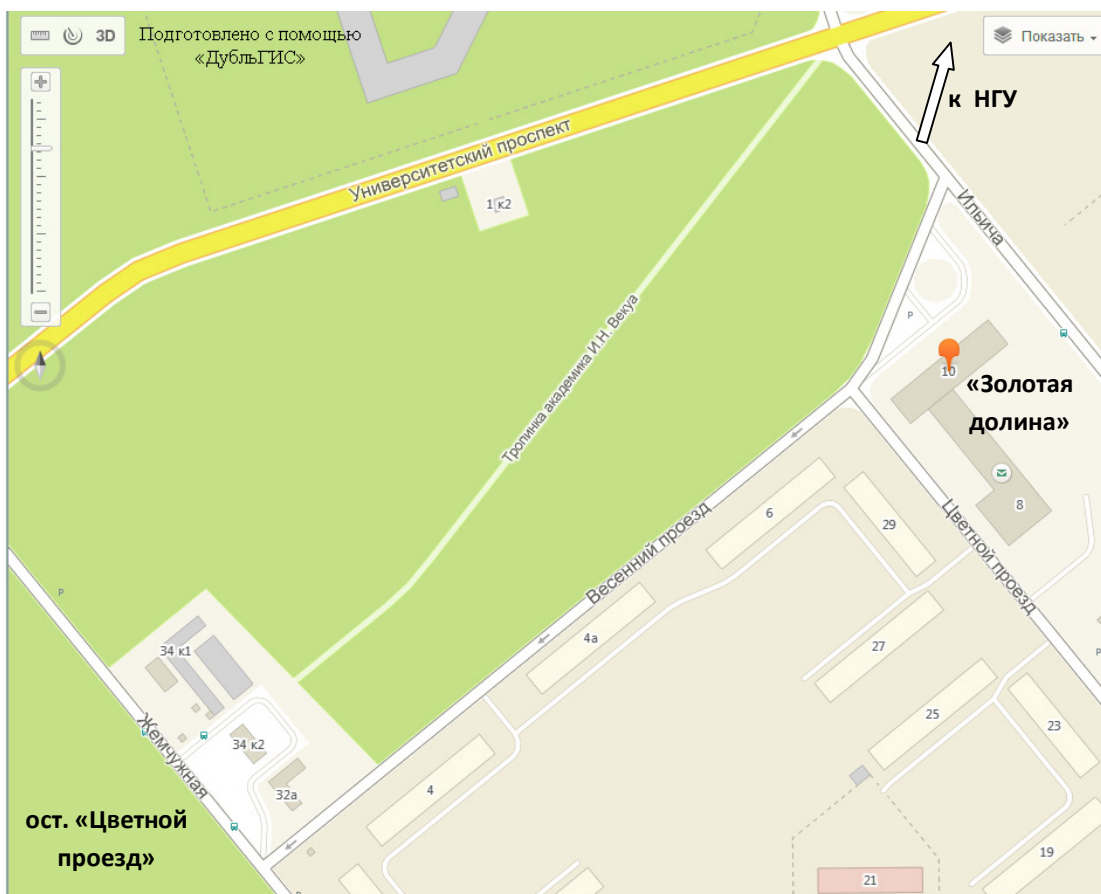 3D
Подготовлено с помощью
«ДубльГИС»
Показать
к НГУ
Университетский проспект
1 к2
Ильича
Тропинка академика И.Н. Векуа
P
10
«Золотая
долина»
6
29
8
Весенний проезд
Цветной проезд
P
4а
27
34 к1
P
25
23
Жемчужная
34 к2
32а
4
ост. «Цветной
проезд»
19
21